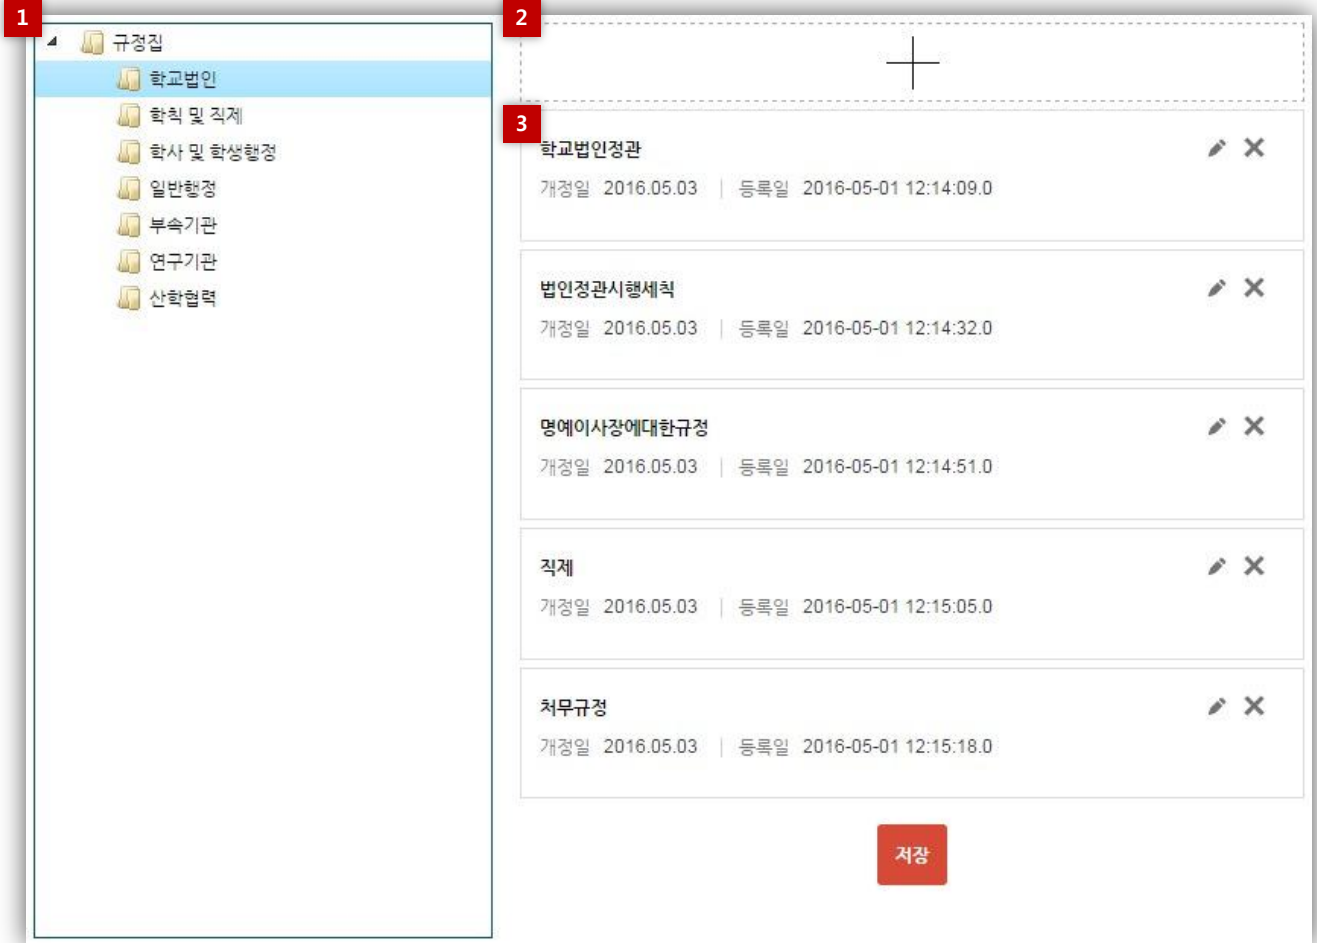 1
규정집
학교법인
학칙 및 직제
학사 및 학생행정
일반행정
부속기관
연구기관
산학협력
2
3
학교법인정관
개정일 2016.05.03 | 등록일 2016-05-01 12:14:09.0
법인정관시행세칙
개정일 2016.05.03 | 등록일 2016-05-01 12:14:32.0
명예이사장에대한규정
개정일 2016.05.03 | 등록일 2016-05-01 12:14:51.0
직제
개정일 2016.05.03 | 등록일 2016-05-01 12:15:05.0
처무규정
개정일 2016.05.03 | 등록일 2016-05-01 12:15:18.0
저장